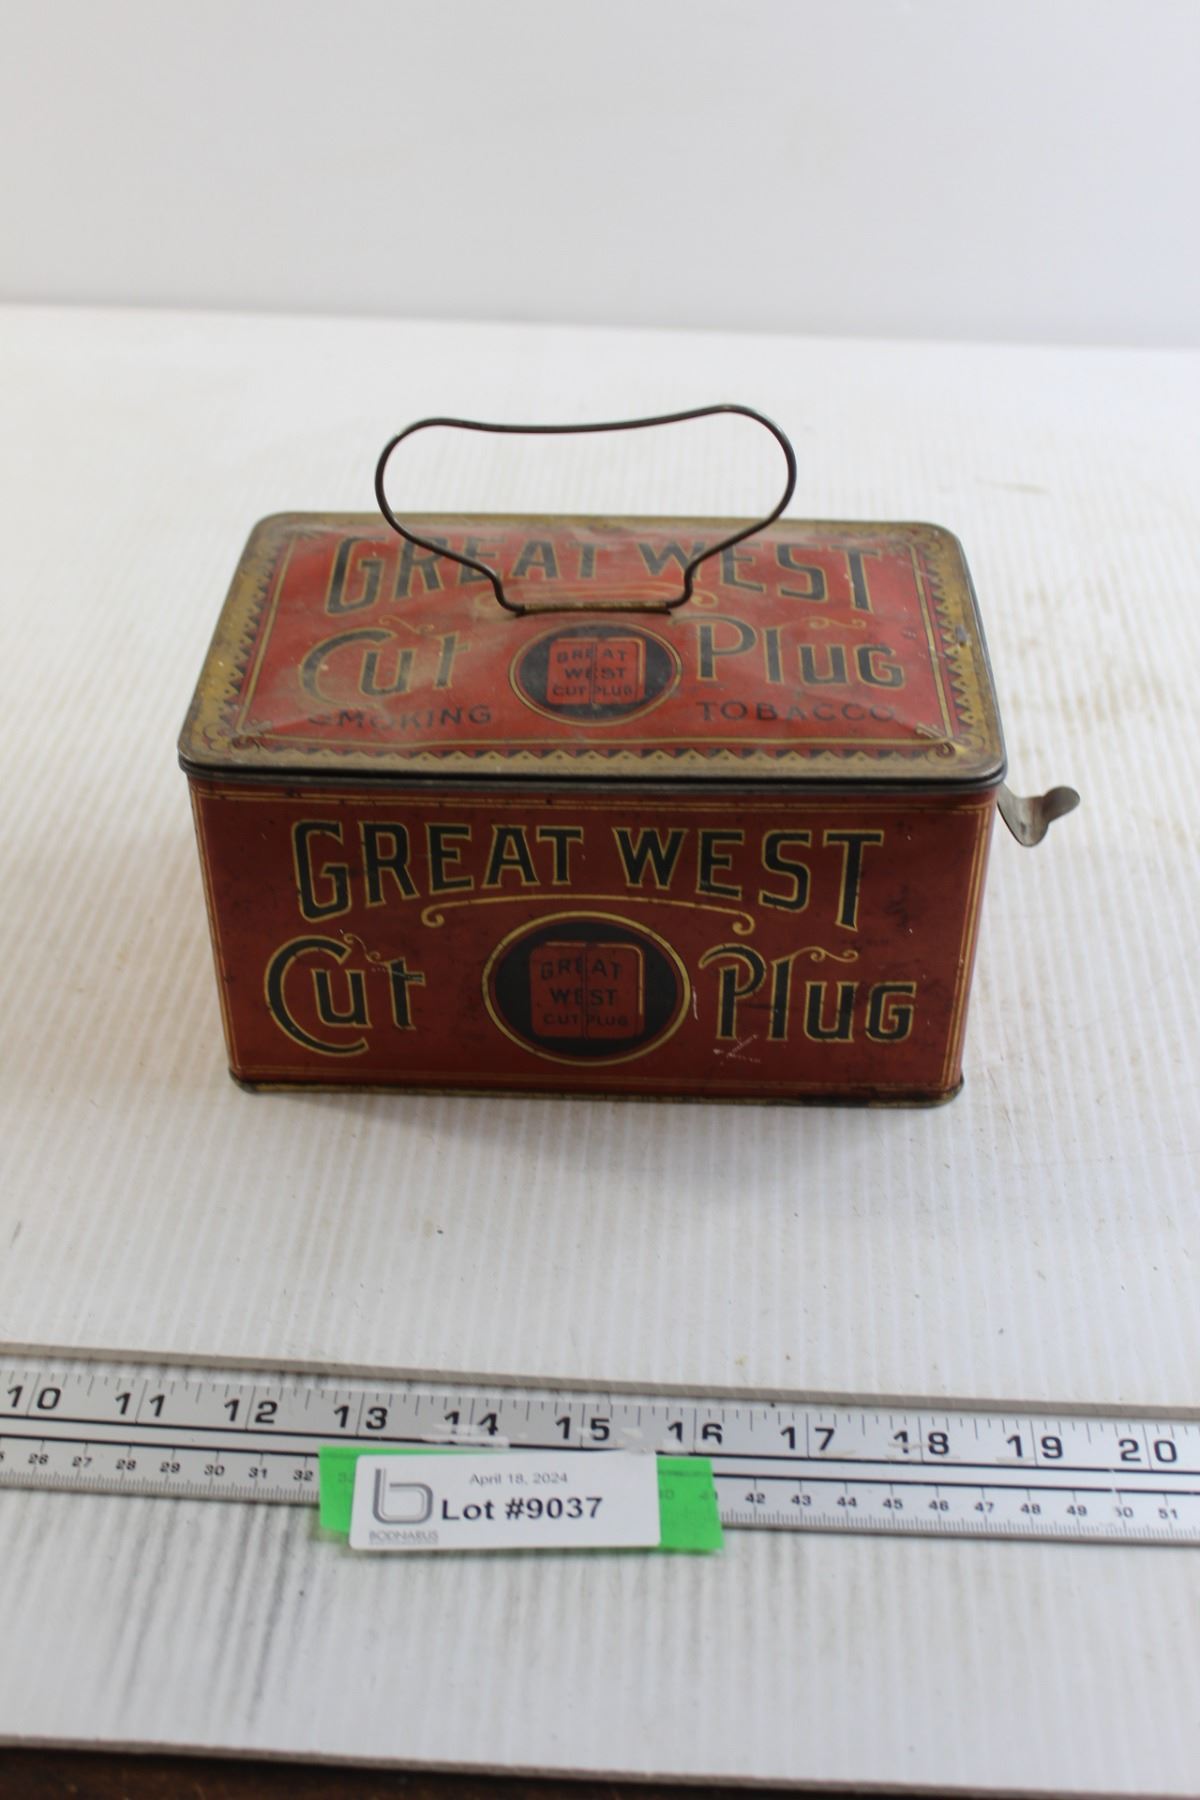 GREAT WEST
Cut Plug
GREAT
WEST
CUT PLUG
SMOKING TOBACCO
GREAT WEST
Cut Plug
GREAT
WEST
CUT PLUG
10 11 12 13 14 15 16 17 18 19 20
26 27 28 29 30 31 32 41 42 43 44 45 46 47 48 49 50 51
April 18, 2024
Lot #9037
BODNARUS